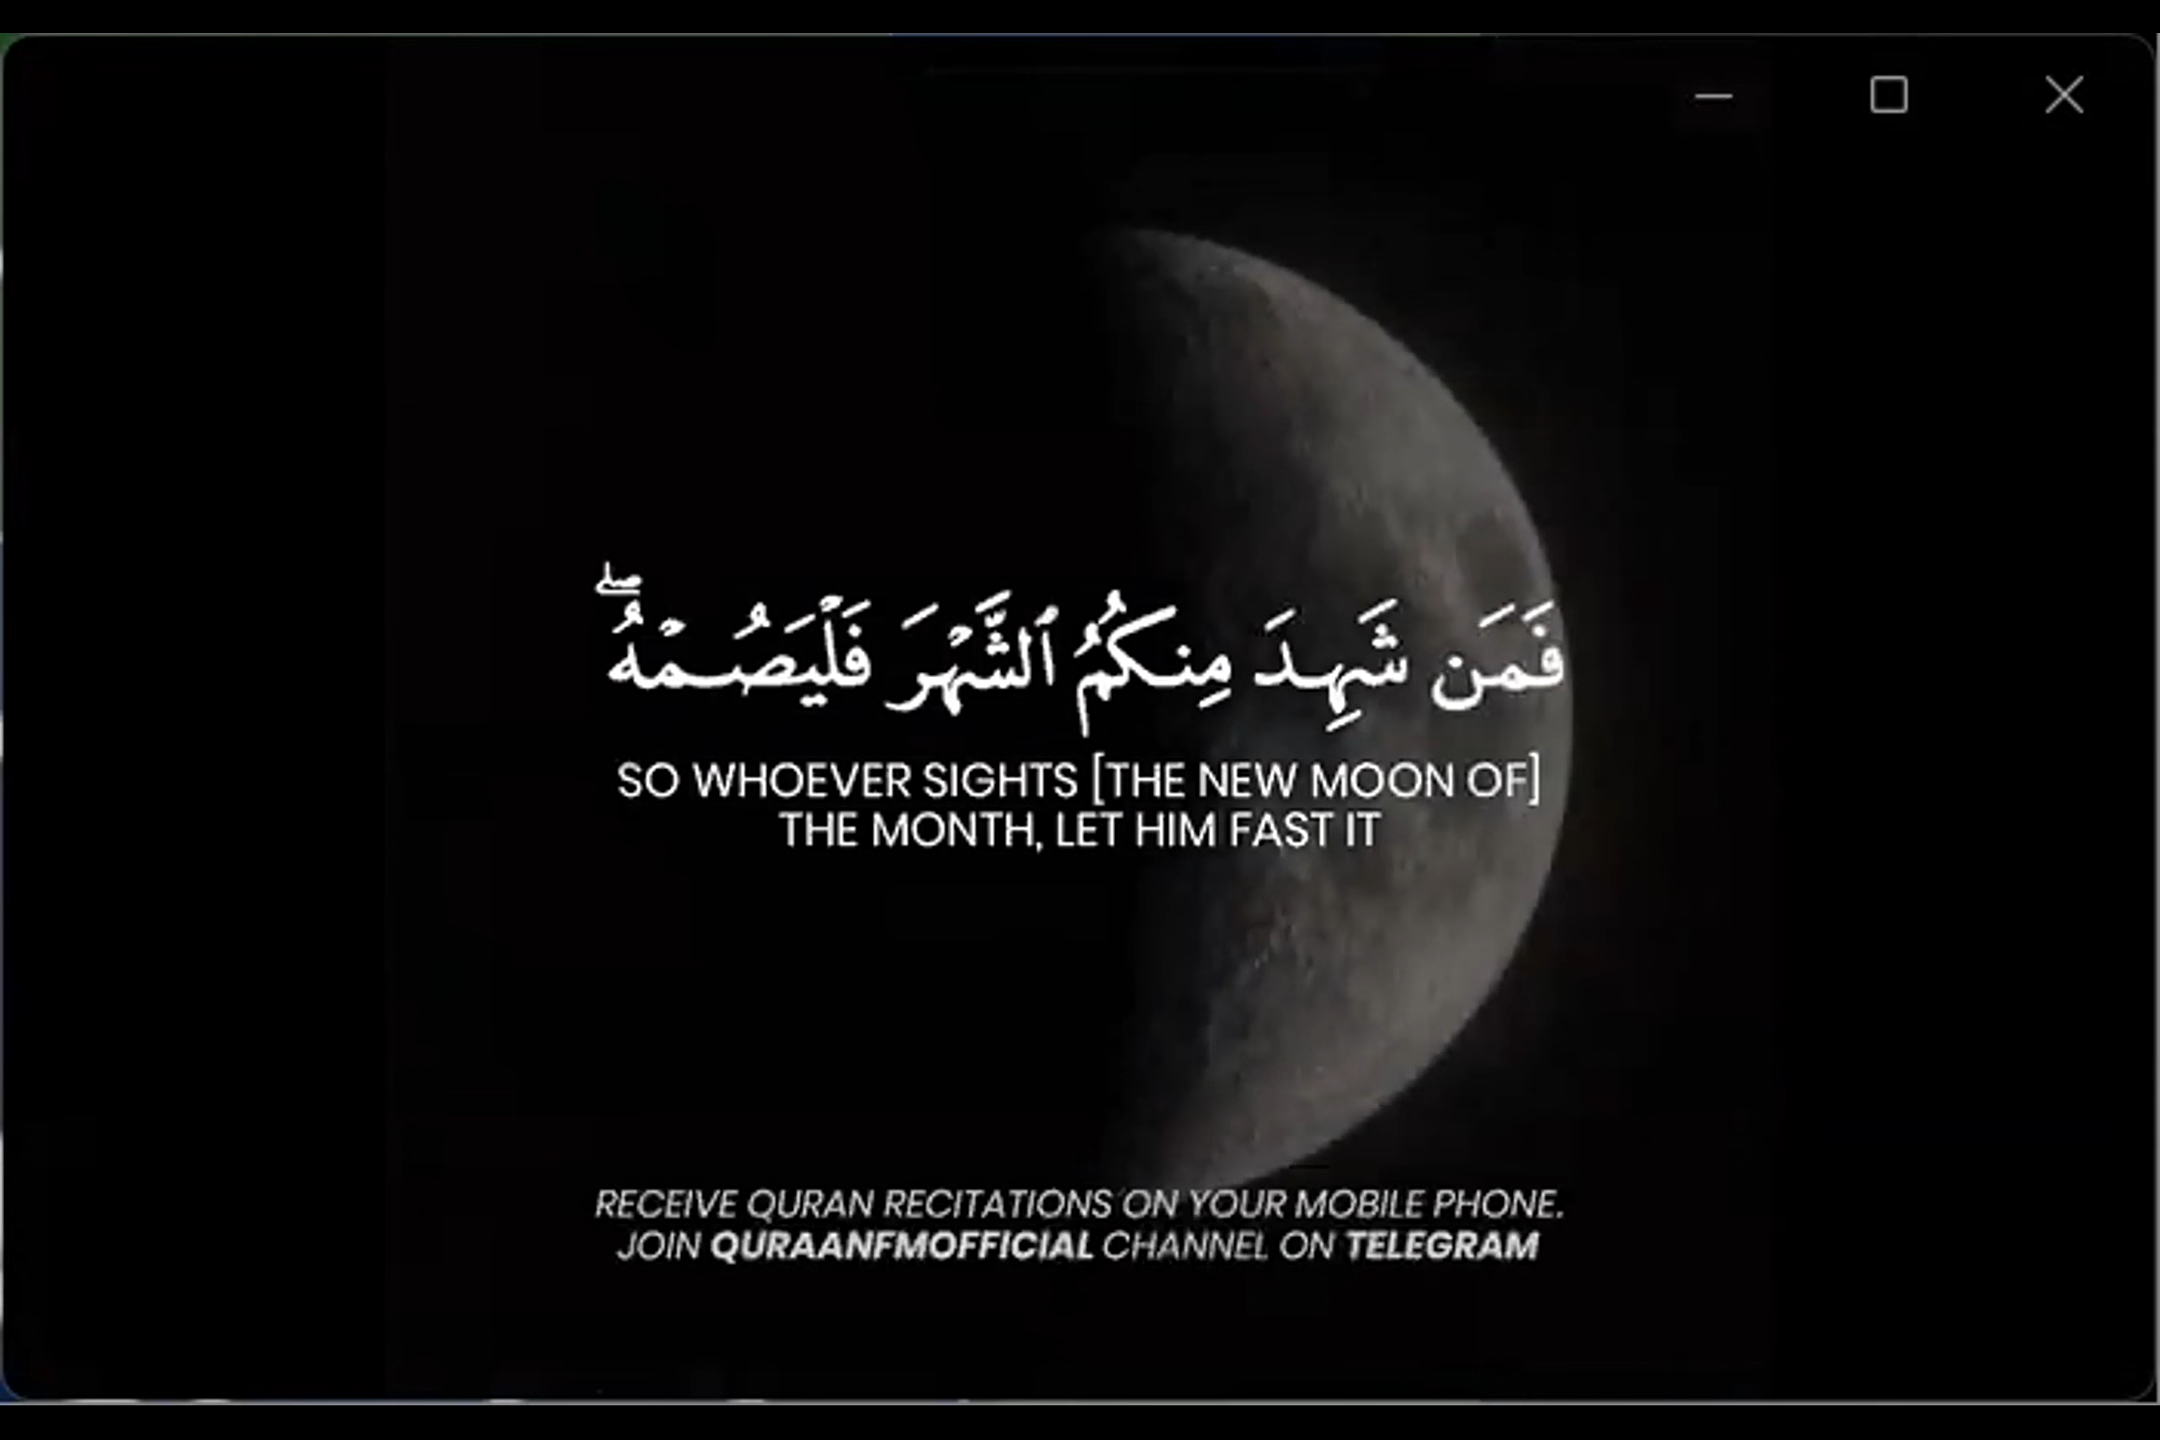 فَمَن شَهِدَ مِنكُمُ ٱلشَّهْرَ فَلْيَصُمْهُ ۖ
SO WHOEVER SIGHTS [THE NEW MOON OF]
THE MONTH, LET HIM FAST IT
RECEIVE QURAN RECITATIONS ON YOUR MOBILE PHONE.
JOIN QURAANFMOFFICIAL CHANNEL ON TELEGRAM